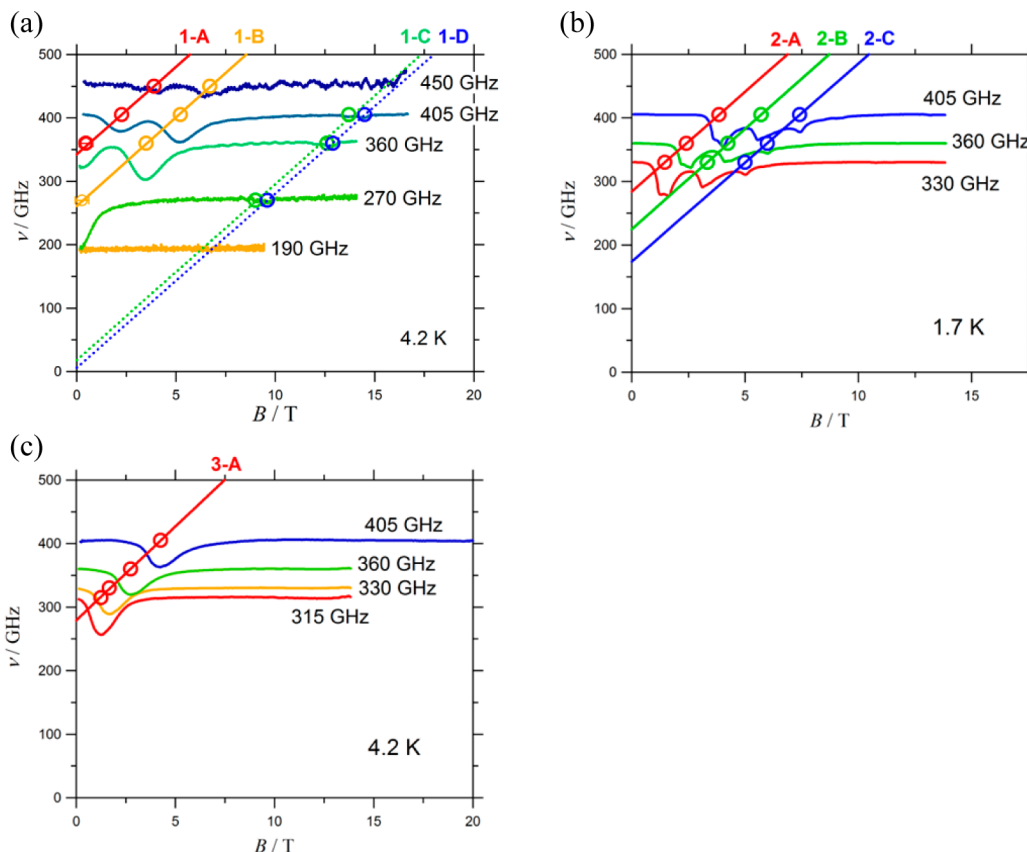 (a)
1-A 1-B 1-C 1-D
500
400
300
200
100
0
ν / GHz
450 GHz
405 GHz
360 GHz
270 GHz
190 GHz
4.2 K
0 5 10 15 20
B / T
(b)
2-A 2-B 2-C
500
400
300
200
100
0
ν / GHz
405 GHz
360 GHz
330 GHz
1.7 K
0 5 10 15
B / T
(c)
3-A
500
400
300
200
100
0
ν / GHz
405 GHz
360 GHz
330 GHz
315 GHz
4.2 K
0 5 10 15 20
B / T